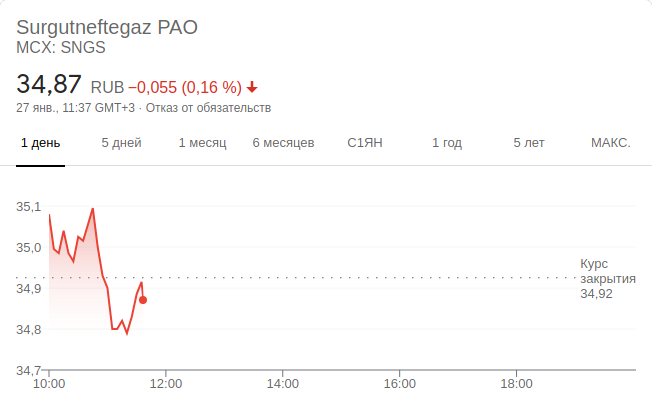 Surgutneftegaz PAO
MCX: SNGS
34,87 RUB −0,055 (0,16 %)
27 янв., 11:37 GMT+3 · Отказ от обязательств
1 день 5 дней 1 месяц 6 месяцев С1ЯН 1 год 5 лет МАКС.
35,1
35,0
34,9
34,8
34,7
Курс
закрытия
34,92
10:00 12:00 14:00 16:00 18:00